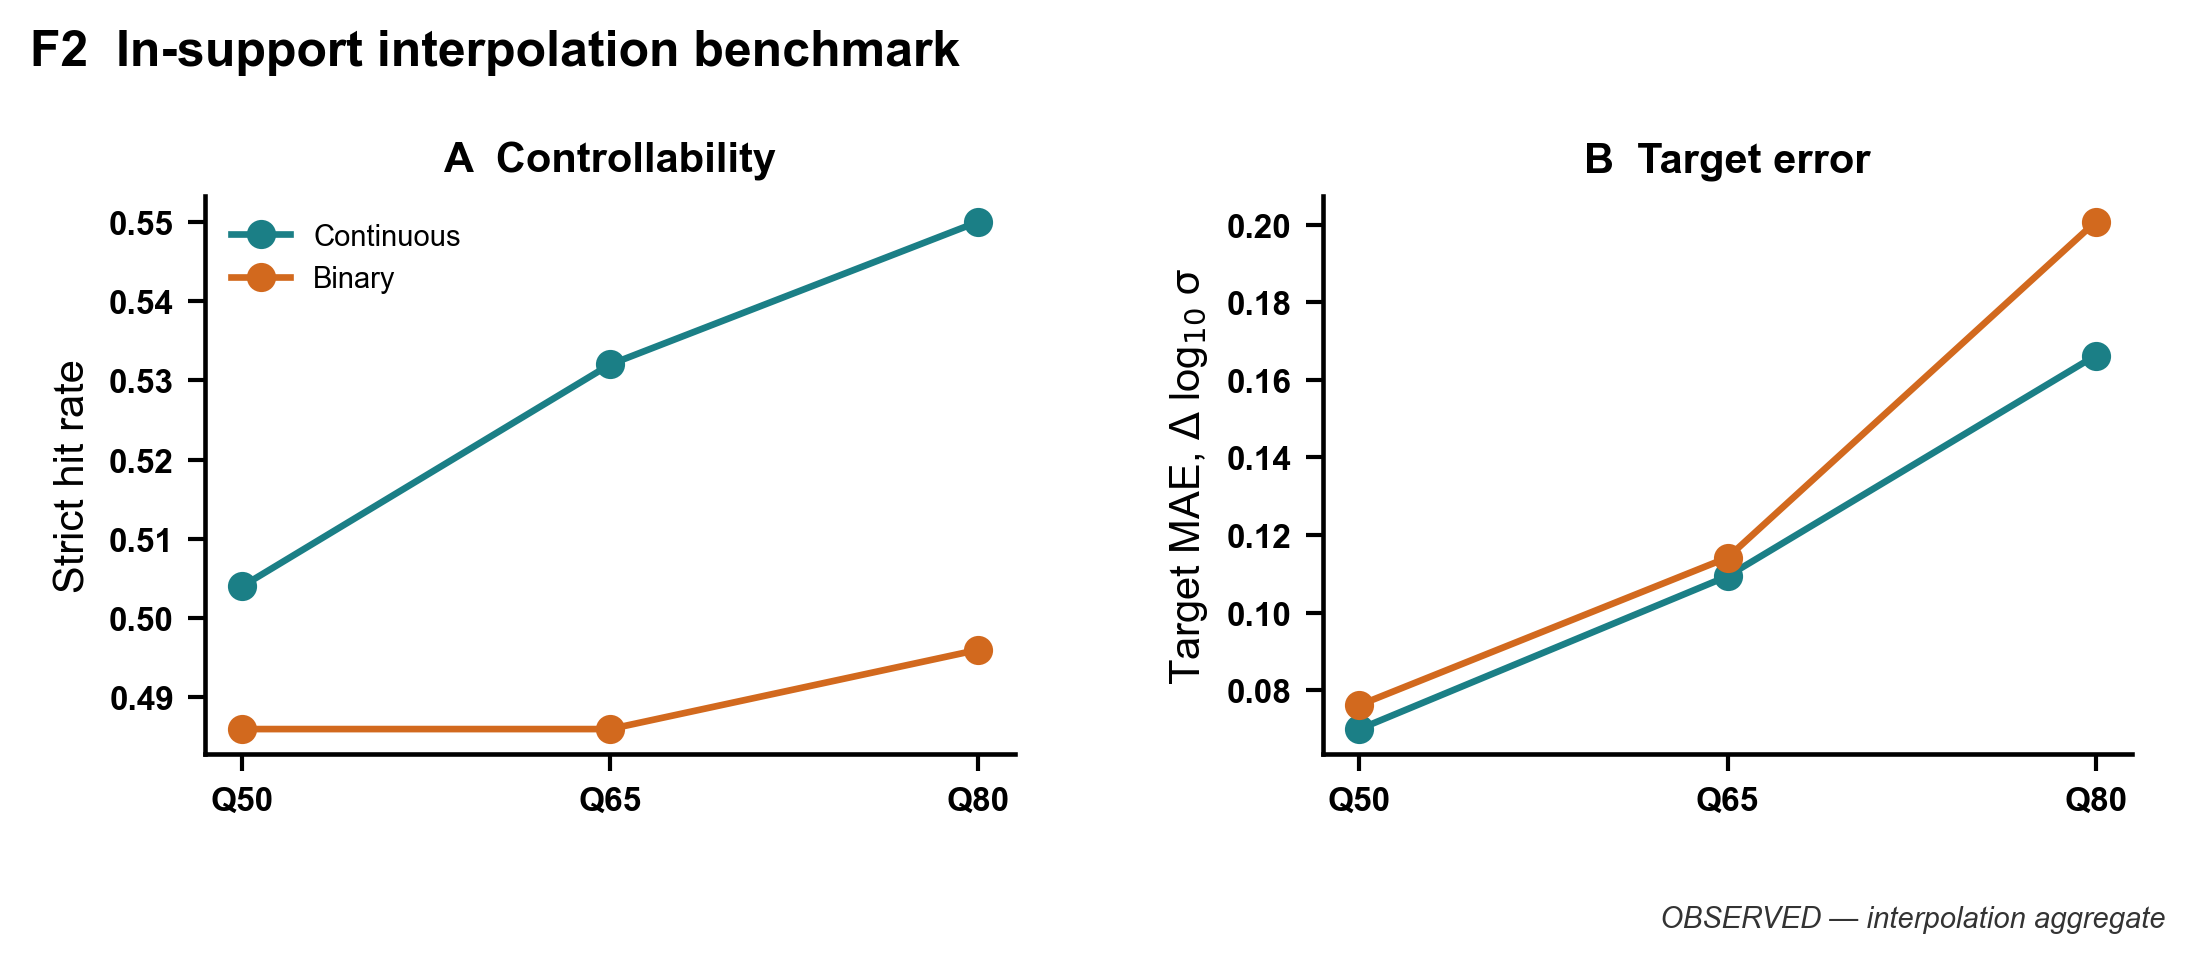 F2 In-support interpolation benchmark
A Controllability
Strict hit rate
0.55
0.54
0.53
0.52
0.51
0.50
0.49
Continuous
Binary
Q50 Q65 Q80
B Target error
Target MAE, Δ log₁₀ σ
0.20
0.18
0.16
0.14
0.12
0.10
0.08
Q50 Q65 Q80
OBSERVED — interpolation aggregate